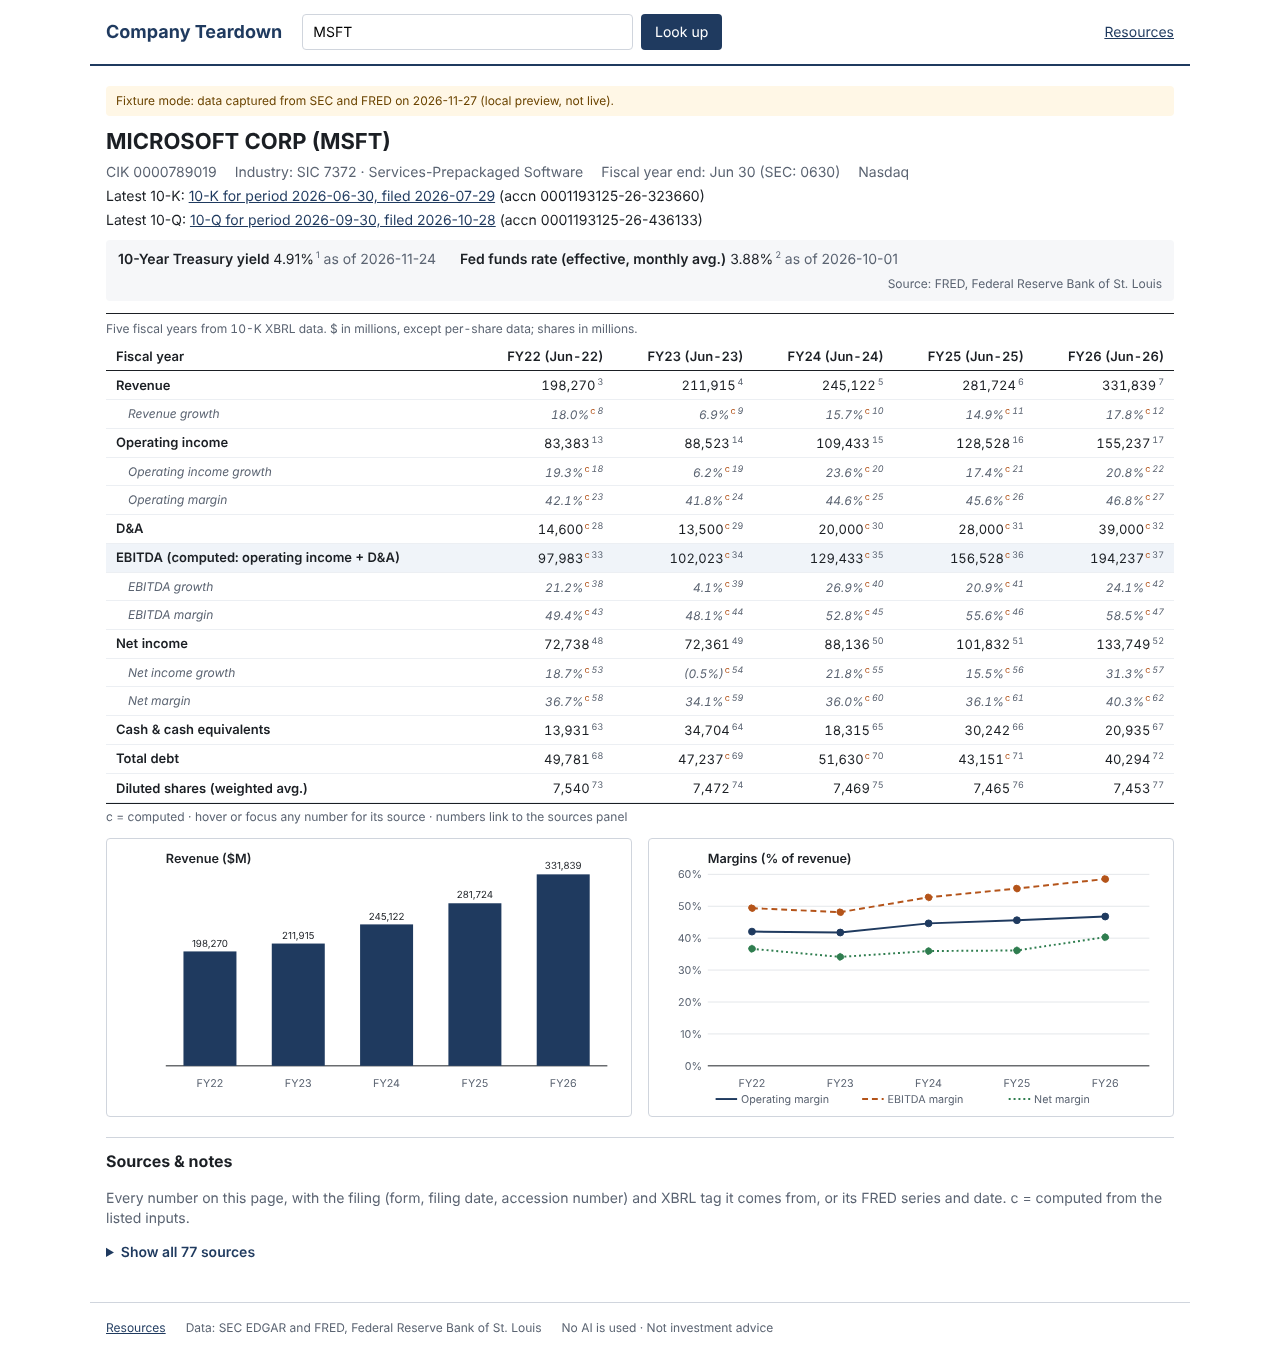 Company Teardown MSFT Look up Resources
Fixture mode: data captured from SEC and FRED on 2026-11-27 (local preview, not live).
MICROSOFT CORP (MSFT)
CIK 0000789019 Industry: SIC 7372 · Services-Prepackaged Software Fiscal year end: Jun 30 (SEC: 0630) Nasdaq
Latest 10-K: 10-K for period 2026-06-30, filed 2026-07-29 (accn 0001193125-26-323660)
Latest 10-Q: 10-Q for period 2026-09-30, filed 2026-10-28 (accn 0001193125-26-436133)
10-Year Treasury yield 4.91% 1 as of 2026-11-24 Fed funds rate (effective, monthly avg.) 3.88% 2 as of 2026-10-01
Source: FRED, Federal Reserve Bank of St. Louis
Five fiscal years from 10-K XBRL data. $ in millions, except per-share data; shares in millions.
Fiscal year FY22 (Jun-22) FY23 (Jun-23) FY24 (Jun-24) FY25 (Jun-25) FY26 (Jun-26)
Revenue 198,270 3 211,915 4 245,122 5 281,724 6 331,839 7
Revenue growth 18.0% c 8 6.9% c 9 15.7% c 10 14.9% c 11 17.8% c 12
Operating income 83,383 13 88,523 14 109,433 15 128,528 16 155,237 17
Operating income growth 19.3% c 18 6.2% c 19 23.6% c 20 17.4% c 21 20.8% c 22
Operating margin 42.1% c 23 41.8% c 24 44.6% c 25 45.6% c 26 46.8% c 27
D&A 14,600 c 28 13,500 c 29 20,000 c 30 28,000 c 31 39,000 c 32
EBITDA (computed: operating income + D&A) 97,983 c 33 102,023 c 34 129,433 c 35 156,528 c 36 194,237 c 37
EBITDA growth 21.2% c 38 4.1% c 39 26.9% c 40 20.9% c 41 24.1% c 42
EBITDA margin 49.4% c 43 48.1% c 44 52.8% c 45 55.6% c 46 58.5% c 47
Net income 72,738 48 72,361 49 88,136 50 101,832 51 133,749 52
Net income growth 18.7% c 53 (0.5%) c 54 21.8% c 55 15.5% c 56 31.3% c 57
Net margin 36.7% c 58 34.1% c 59 36.0% c 60 36.1% c 61 40.3% c 62
Cash & cash equivalents 13,931 63 34,704 64 18,315 65 30,242 66 20,935 67
Total debt 49,781 68 47,237 c 69 51,630 c 70 43,151 c 71 40,294 72
Diluted shares (weighted avg.) 7,540 73 7,472 74 7,469 75 7,465 76 7,453 77
c = computed · hover or focus any number for its source · numbers link to the sources panel
Revenue ($M)
198,270 211,915 245,122 281,724 331,839
FY22 FY23 FY24 FY25 FY26
Margins (% of revenue)
60%
50%
40%
30%
20%
10%
0%
FY22 FY23 FY24 FY25 FY26
Operating margin EBITDA margin Net margin
Sources & notes
Every number on this page, with the filing (form, filing date, accession number) and XBRL tag it comes from, or its FRED series and date. c = computed from the
listed inputs.
Show all 77 sources
Resources Data: SEC EDGAR and FRED, Federal Reserve Bank of St. Louis No AI is used · Not investment advice